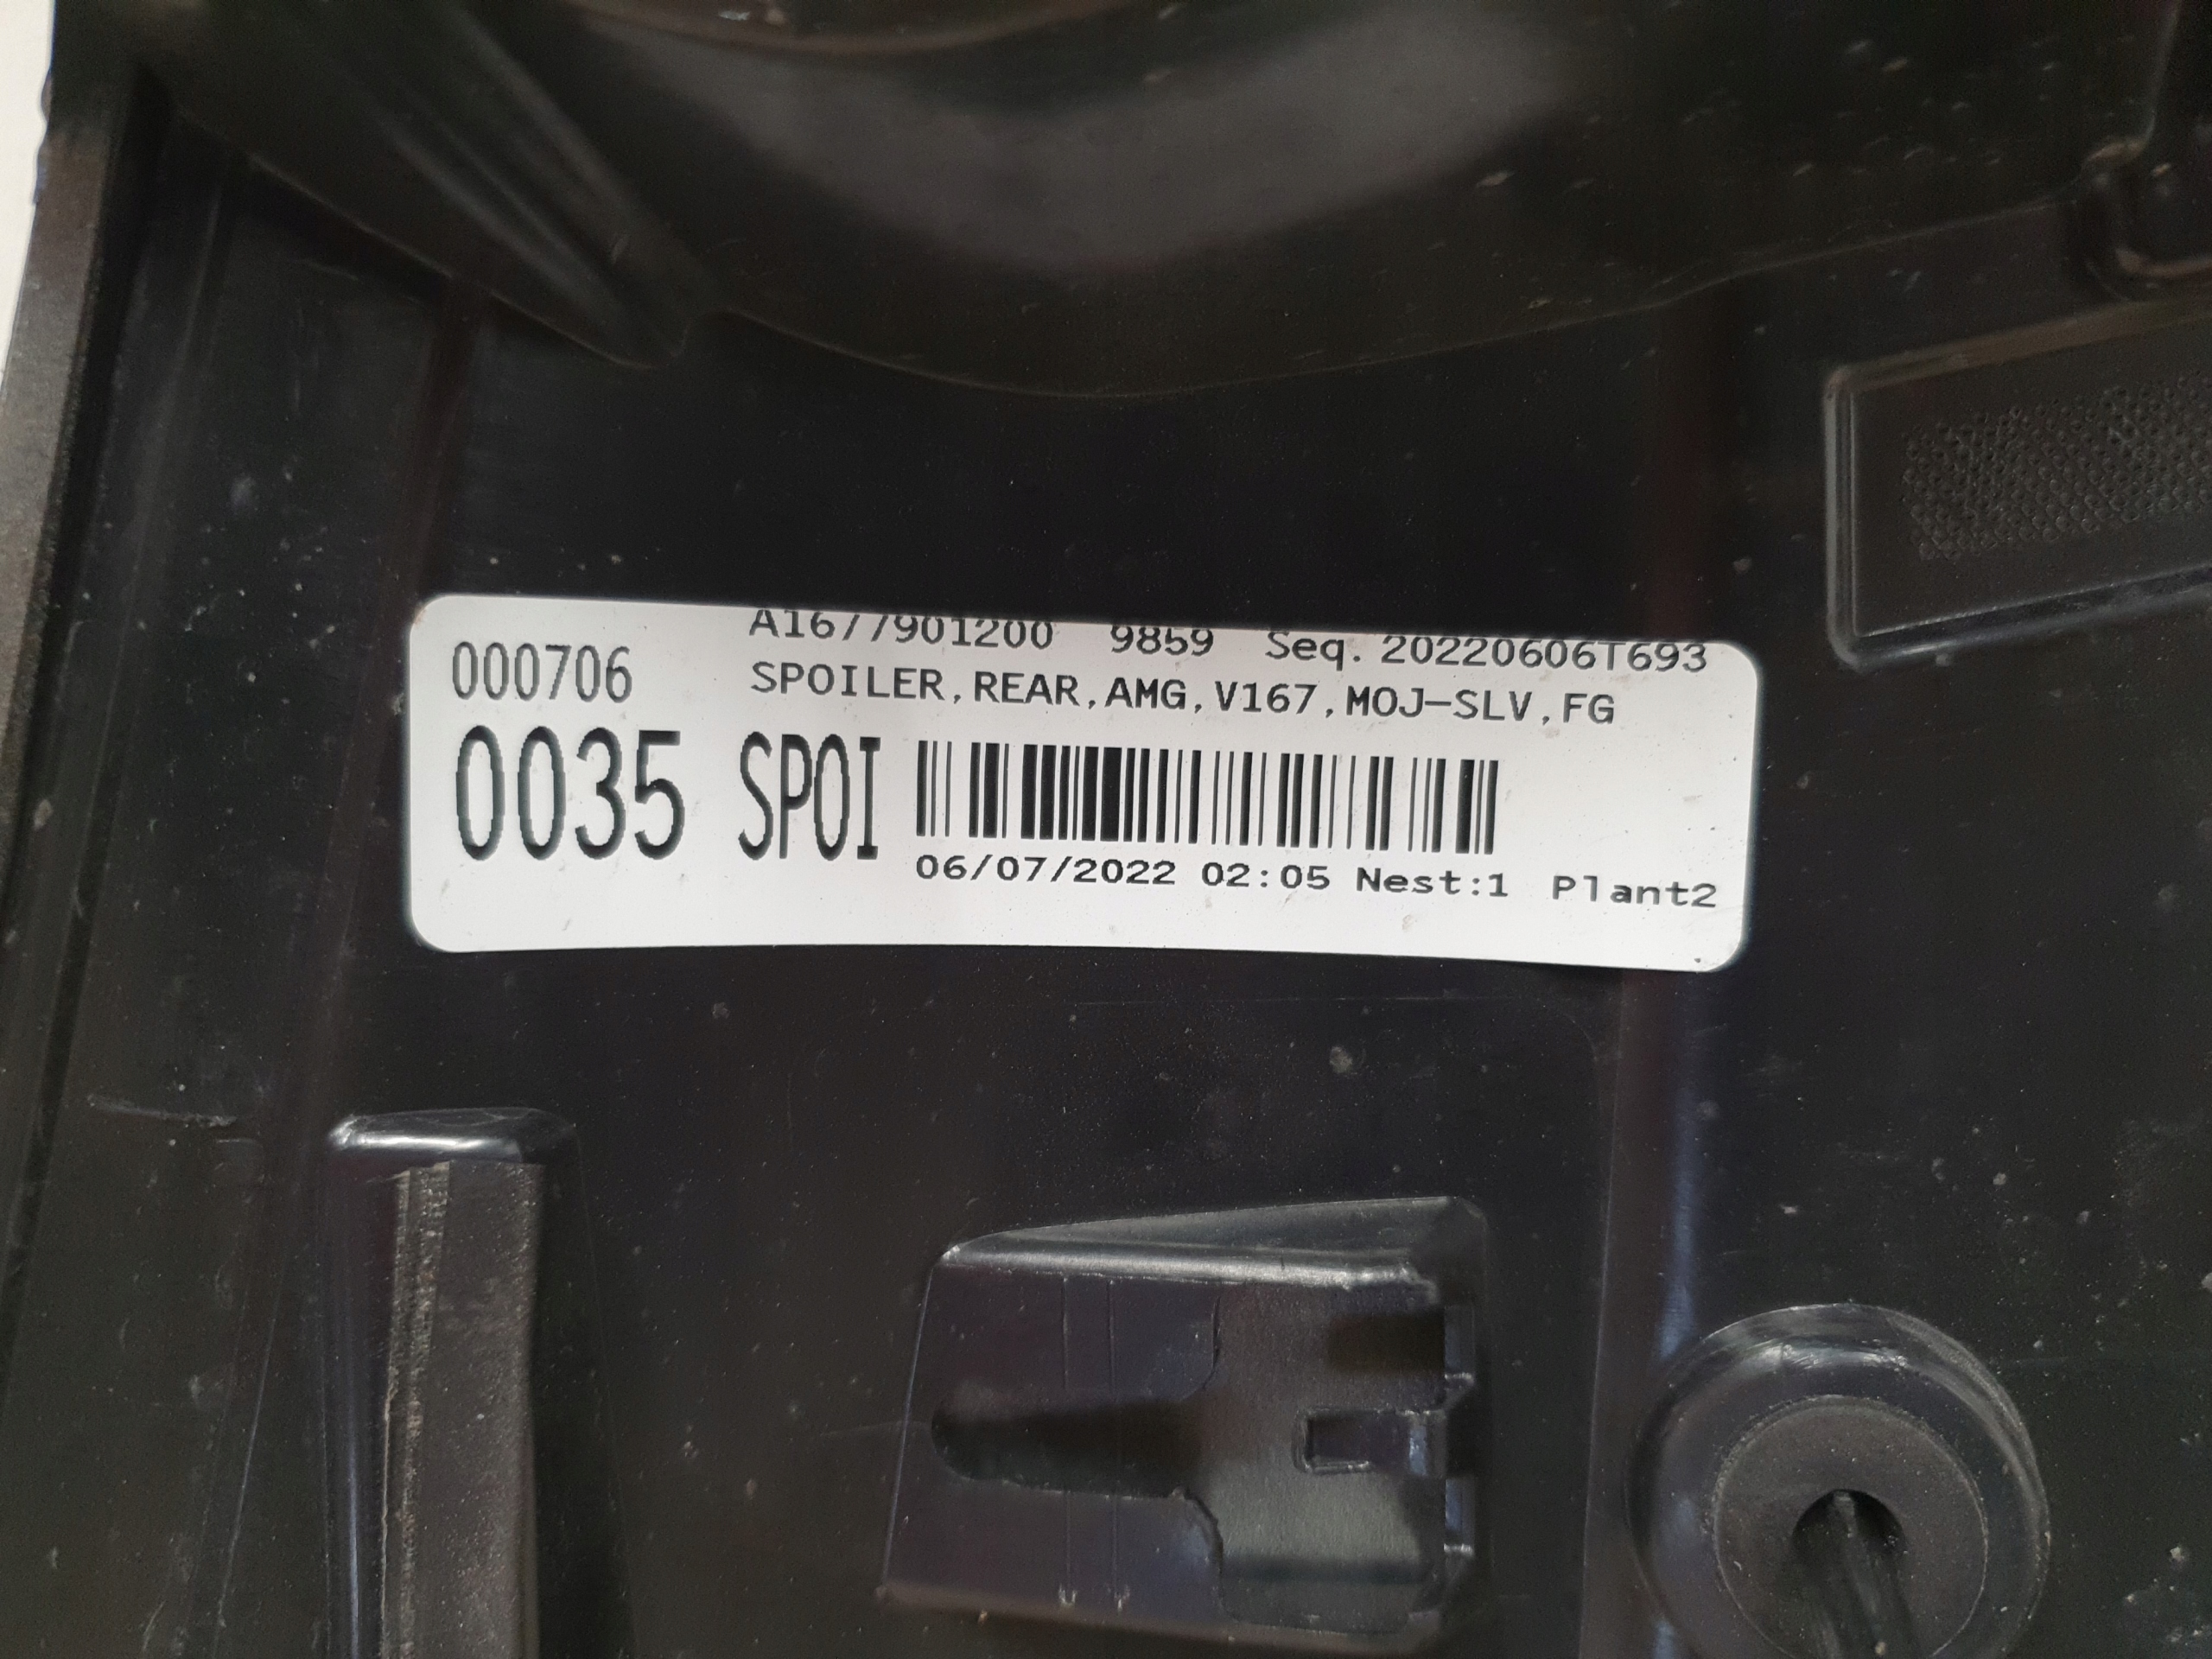 A1677901200 9859 Seq. 20220606T693
000706
SPOILER,REAR,AMG,V167,MOJ-SLV,FG
0035 SPOI
06/07/2022 02:05 Nest:1 Plant2